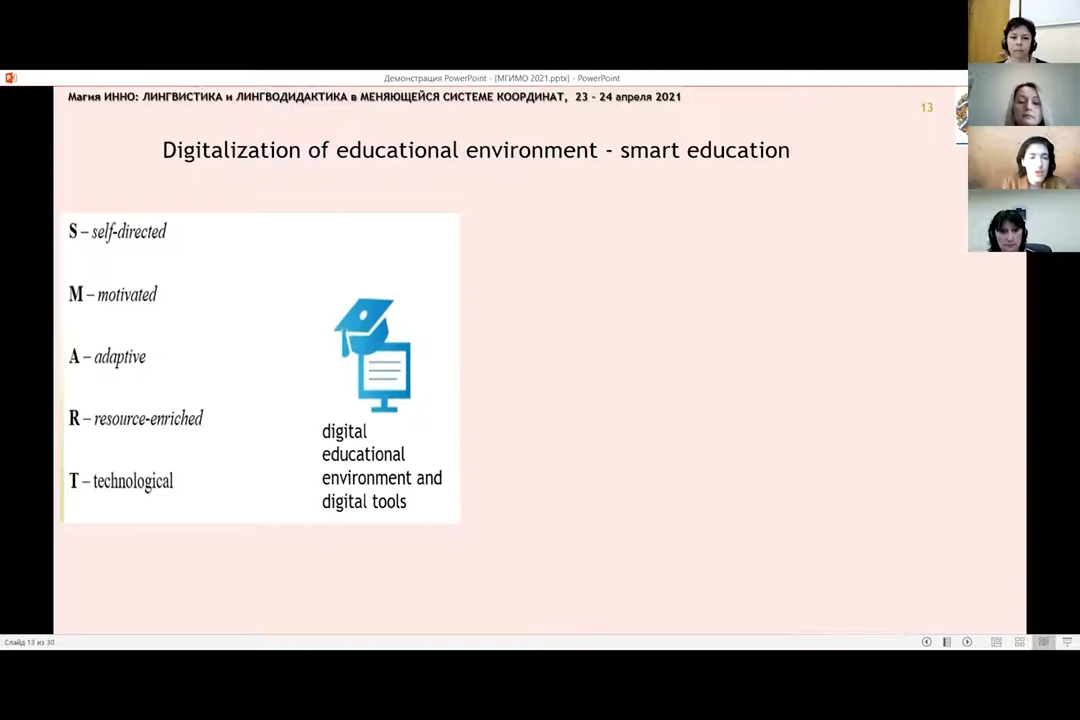 Демонстрация PowerPoint - [МГИМО 2021.pptx] - PowerPoint
Магия ИННО: ЛИНГВИСТИКА и ЛИНГВОДИДАКТИКА в МЕНЯЮЩЕЙСЯ СИСТЕМЕ КООРДИНАТ, 23 - 24 апреля 2021
13
Digitalization of educational environment - smart education
S – self-directed
M – motivated
A – adaptive
R – resource-enriched
T – technological
digital
educational
environment and
digital tools
Слайд 13 из 30